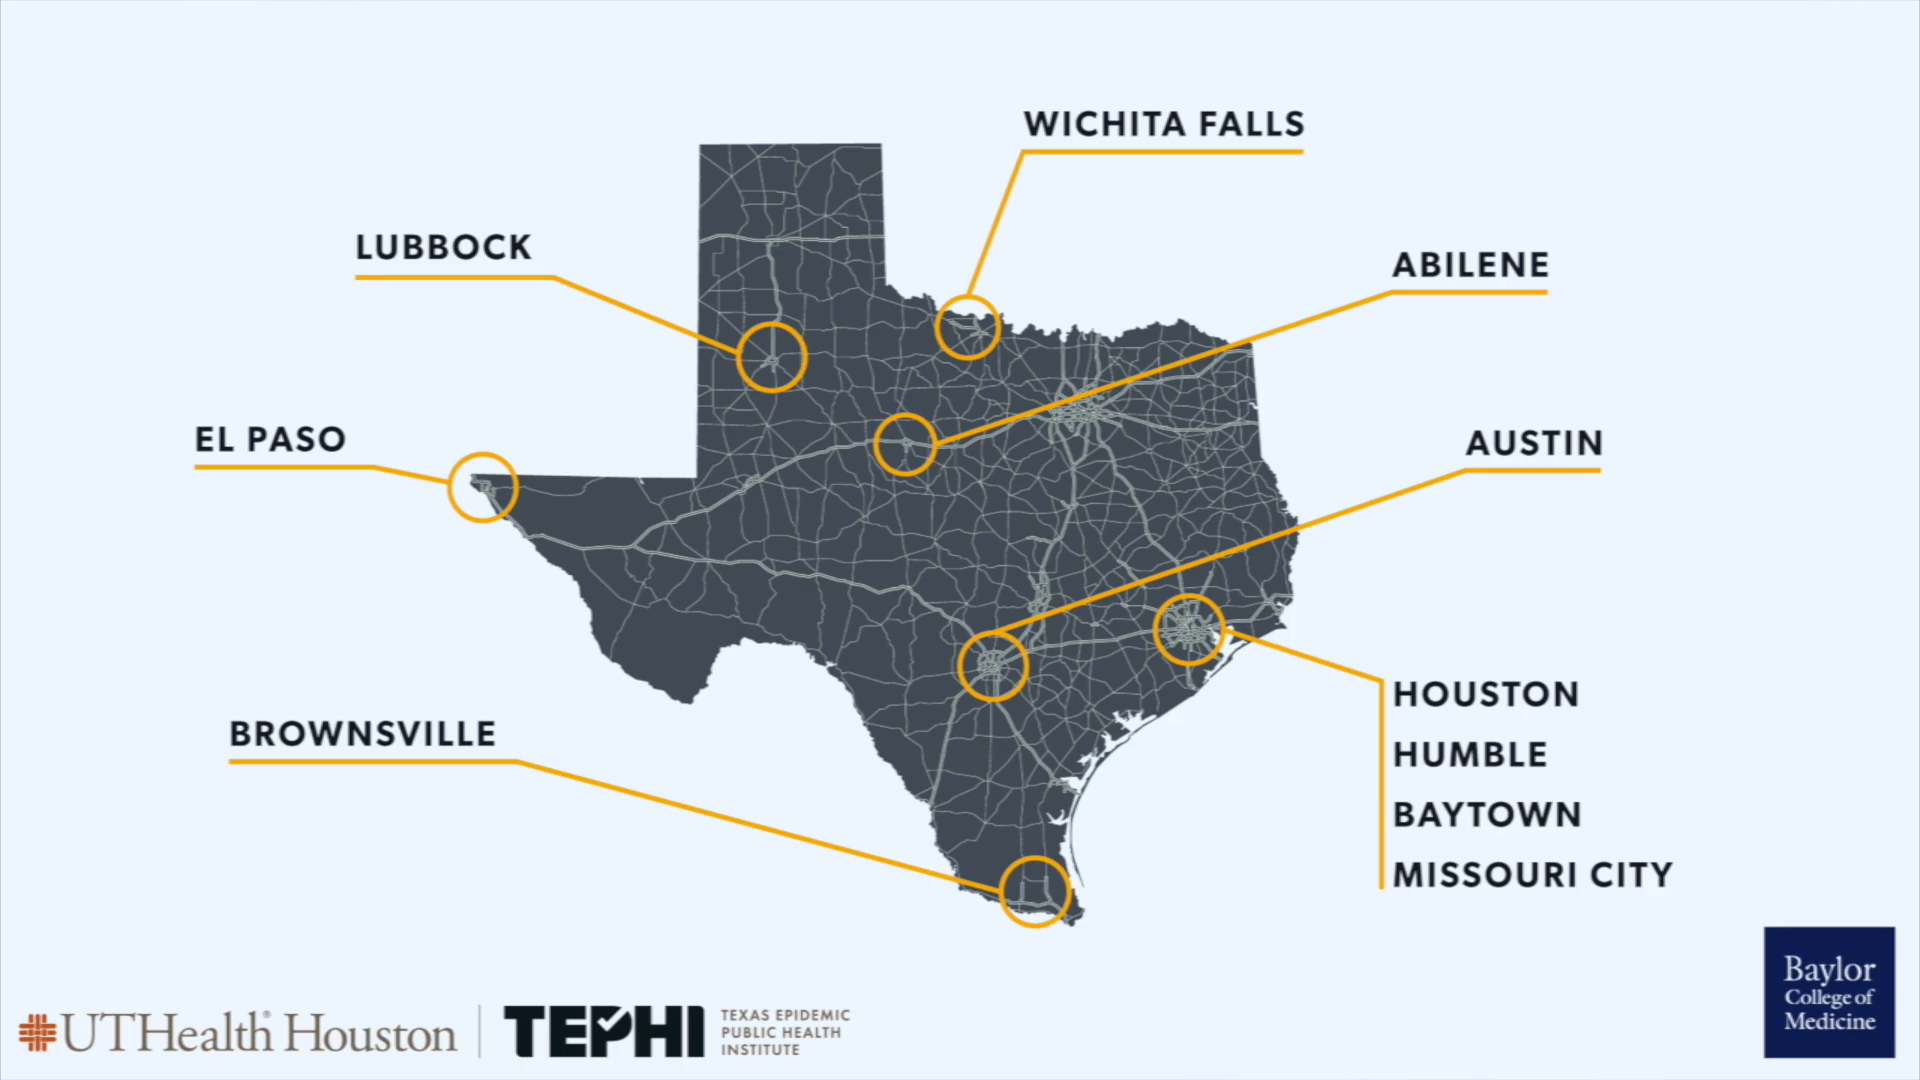 WICHITA FALLS
LUBBOCK
ABILENE
EL PASO
AUSTIN
HOUSTON
HUMBLE
BAYTOWN
MISSOURI CITY
BROWNSVILLE
UTHealth® Houston
TEPHI
TEXAS EPIDEMIC
PUBLIC HEALTH
INSTITUTE
Baylor
College of
Medicine